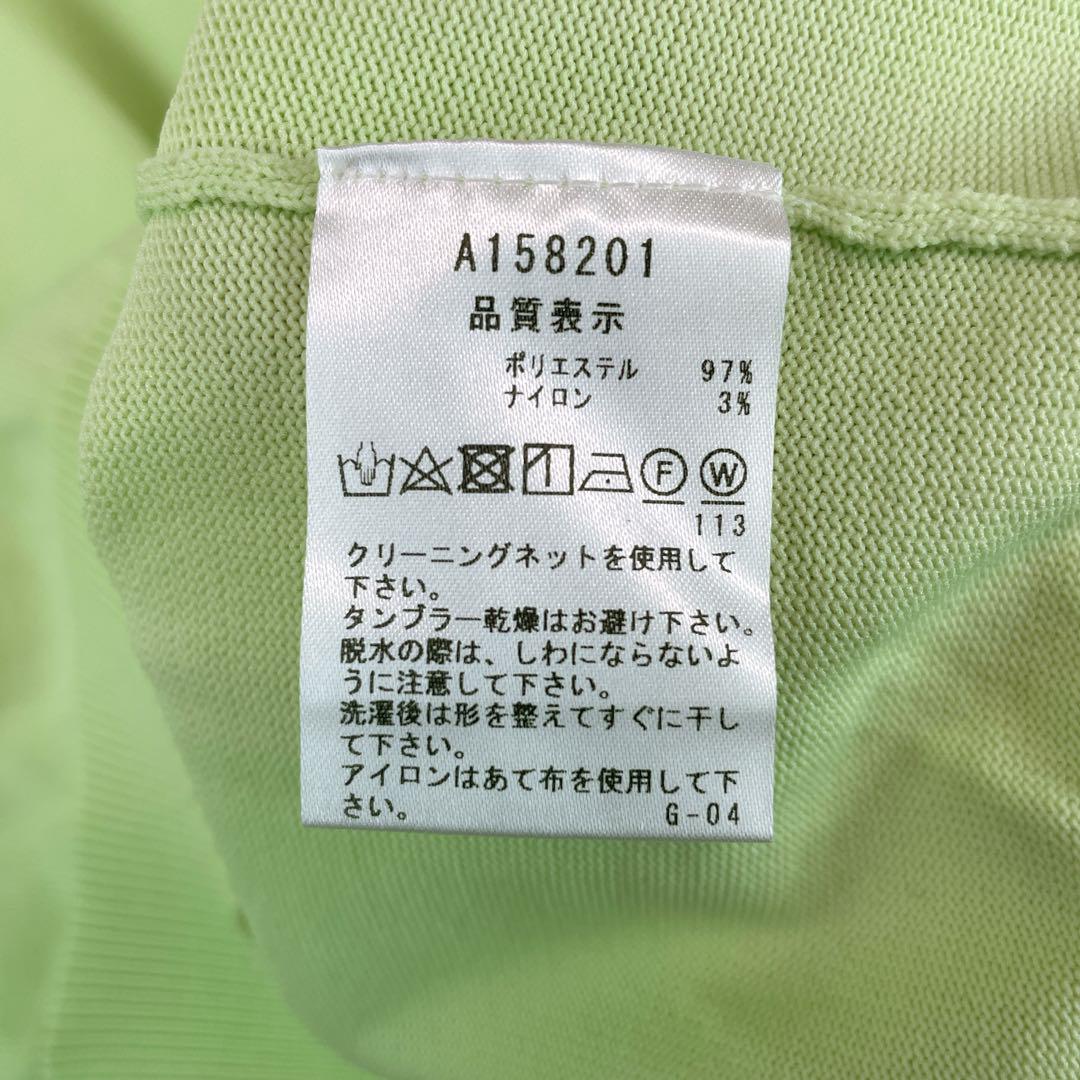 A158201
品質表示
ポリエステル 97%
ナイロン 3%
F W
113
クリーニングネットを使用して
下さい。
タンブラー乾燥はお避け下さい。
脱水の際は、しわにならないよ
うに注意して下さい。
洗濯後は形を整えてすぐに干し
て下さい。
アイロンはあて布を使用して下
さい。 G-04